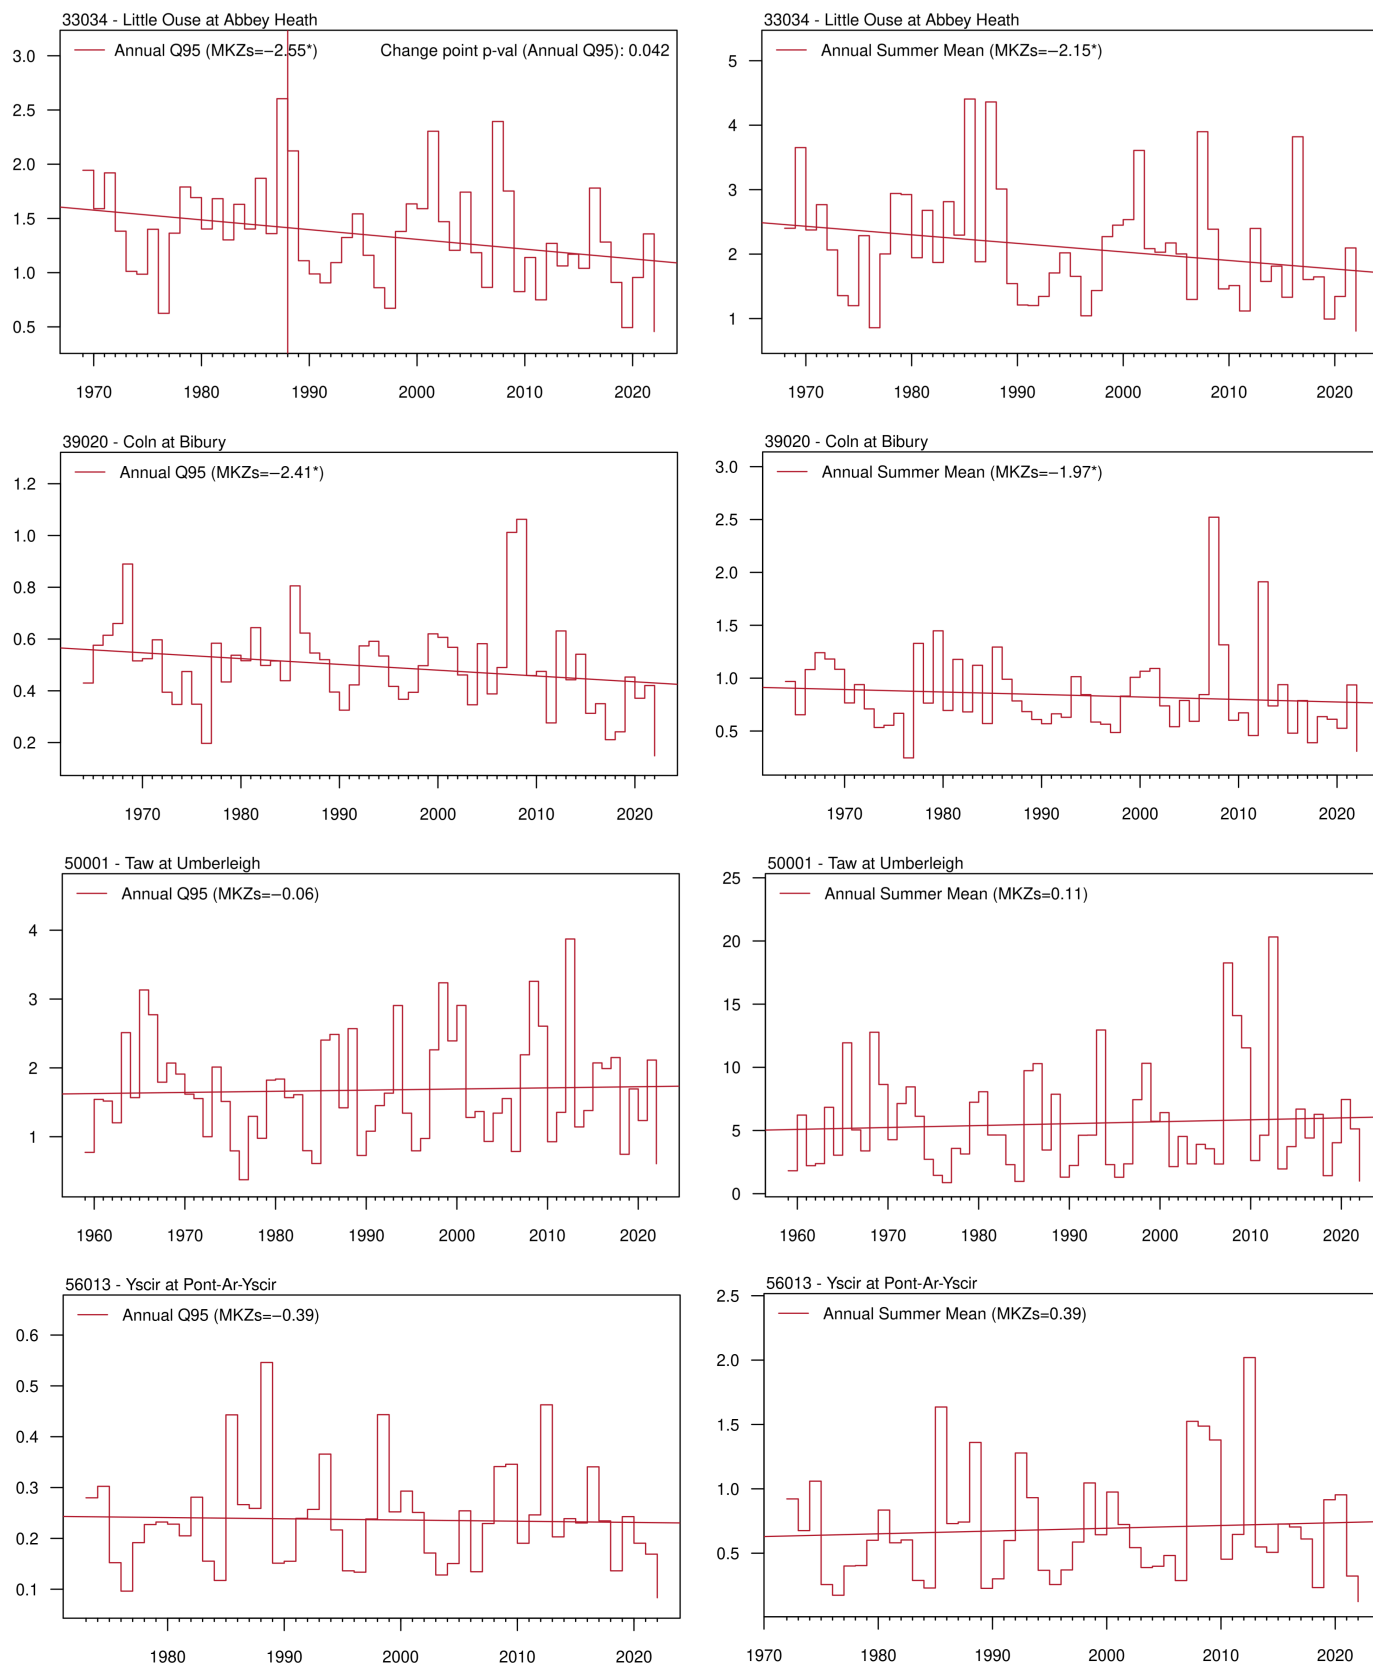 33034 - Little Ouse at Abbey Heath
Annual Q95 (MKZs=−2.55*) Change point p-val (Annual Q95): 0.042
3.0
2.5
2.0
1.5
1.0
0.5
1970 1980 1990 2000 2010 2020
33034 - Little Ouse at Abbey Heath
Annual Summer Mean (MKZs=−2.15*)
5
4
3
2
1
1970 1980 1990 2000 2010 2020
39020 - Coln at Bibury
Annual Q95 (MKZs=−2.41*)
1.2
1.0
0.8
0.6
0.4
0.2
1970 1980 1990 2000 2010 2020
39020 - Coln at Bibury
Annual Summer Mean (MKZs=−1.97*)
3.0
2.5
2.0
1.5
1.0
0.5
1970 1980 1990 2000 2010 2020
50001 - Taw at Umberleigh
Annual Q95 (MKZs=−0.06)
4
3
2
1
1960 1970 1980 1990 2000 2010 2020
50001 - Taw at Umberleigh
Annual Summer Mean (MKZs=0.11)
25
20
15
10
5
0
1960 1970 1980 1990 2000 2010 2020
56013 - Yscir at Pont-Ar-Yscir
Annual Q95 (MKZs=−0.39)
0.6
0.5
0.4
0.3
0.2
0.1
1980 1990 2000 2010 2020
56013 - Yscir at Pont-Ar-Yscir
Annual Summer Mean (MKZs=0.39)
2.5
2.0
1.5
1.0
0.5
1970 1980 1990 2000 2010 2020